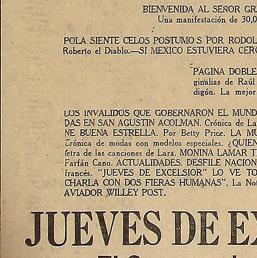 BIENVENIDA AL SEÑOR GR
Una manifestación de 30,0
POLA SIENTE CELOS POSTUMOS POR RODOL
Roberto el Diablo.—SI MEXICO ESTUVIERA CERC
PAGINA DOBLE
ginalias de Raúl
digón. La mejor
LOS INVALIDOS QUE GOBERNARON EL MUND
DAS EN SAN AGUSTIN ACOLMAN. Crónica de La
NE BUENA ESTRELLA. Por Betty Price. LA MU
Crónica de modas con modelos especiales. ¿QUIEN
letra de las canciones de Lara. MONINA LAMAR T
Farfán Cano. ACTUALIDADES. DESFILE NACION
francés. "JUEVES DE EXCELSIOR" LO VE TO
CHARLA CON DOS FIERAS HUMANAS". La No
AVIADOR WILLEY POST.
JUEVES DE EX